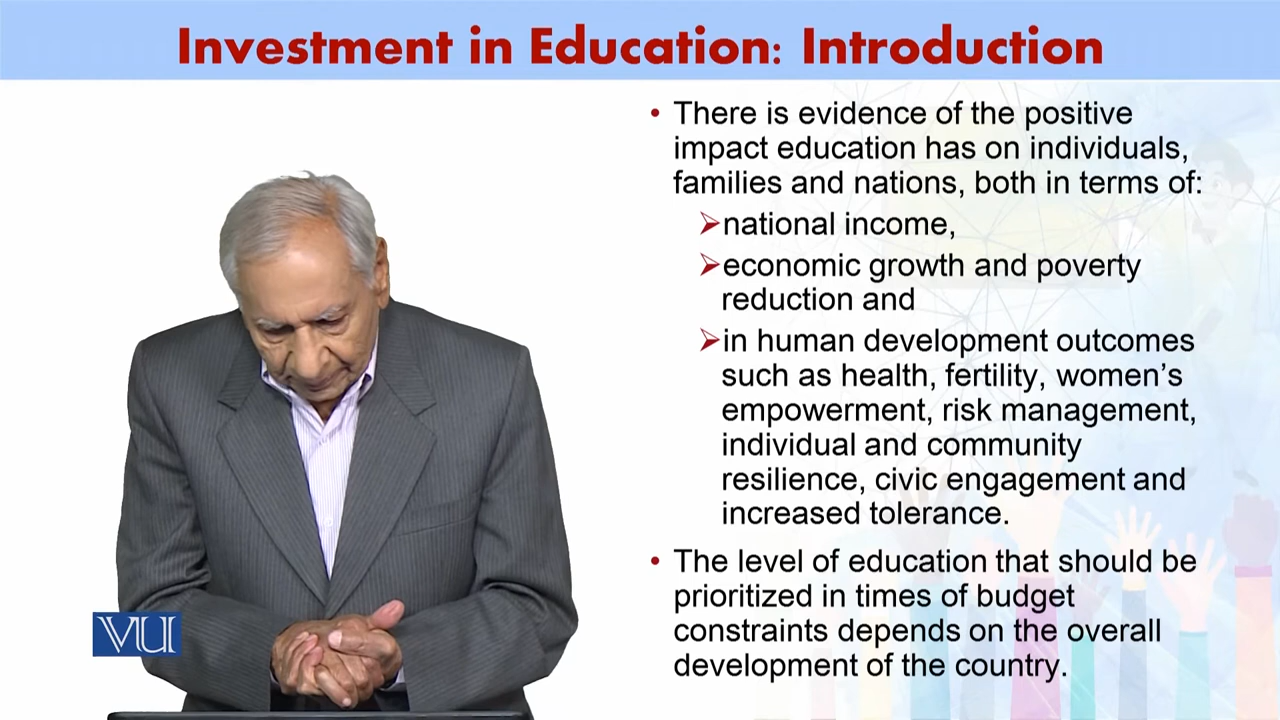 Investment in Education: Introduction
• There is evidence of the positive
impact education has on individuals,
families and nations, both in terms of:
➢national income,
➢economic growth and poverty
reduction and
➢in human development outcomes
such as health, fertility, women’s
empowerment, risk management,
individual and community
resilience, civic engagement and
increased tolerance.
• The level of education that should be
prioritized in times of budget
constraints depends on the overall
development of the country.
VU